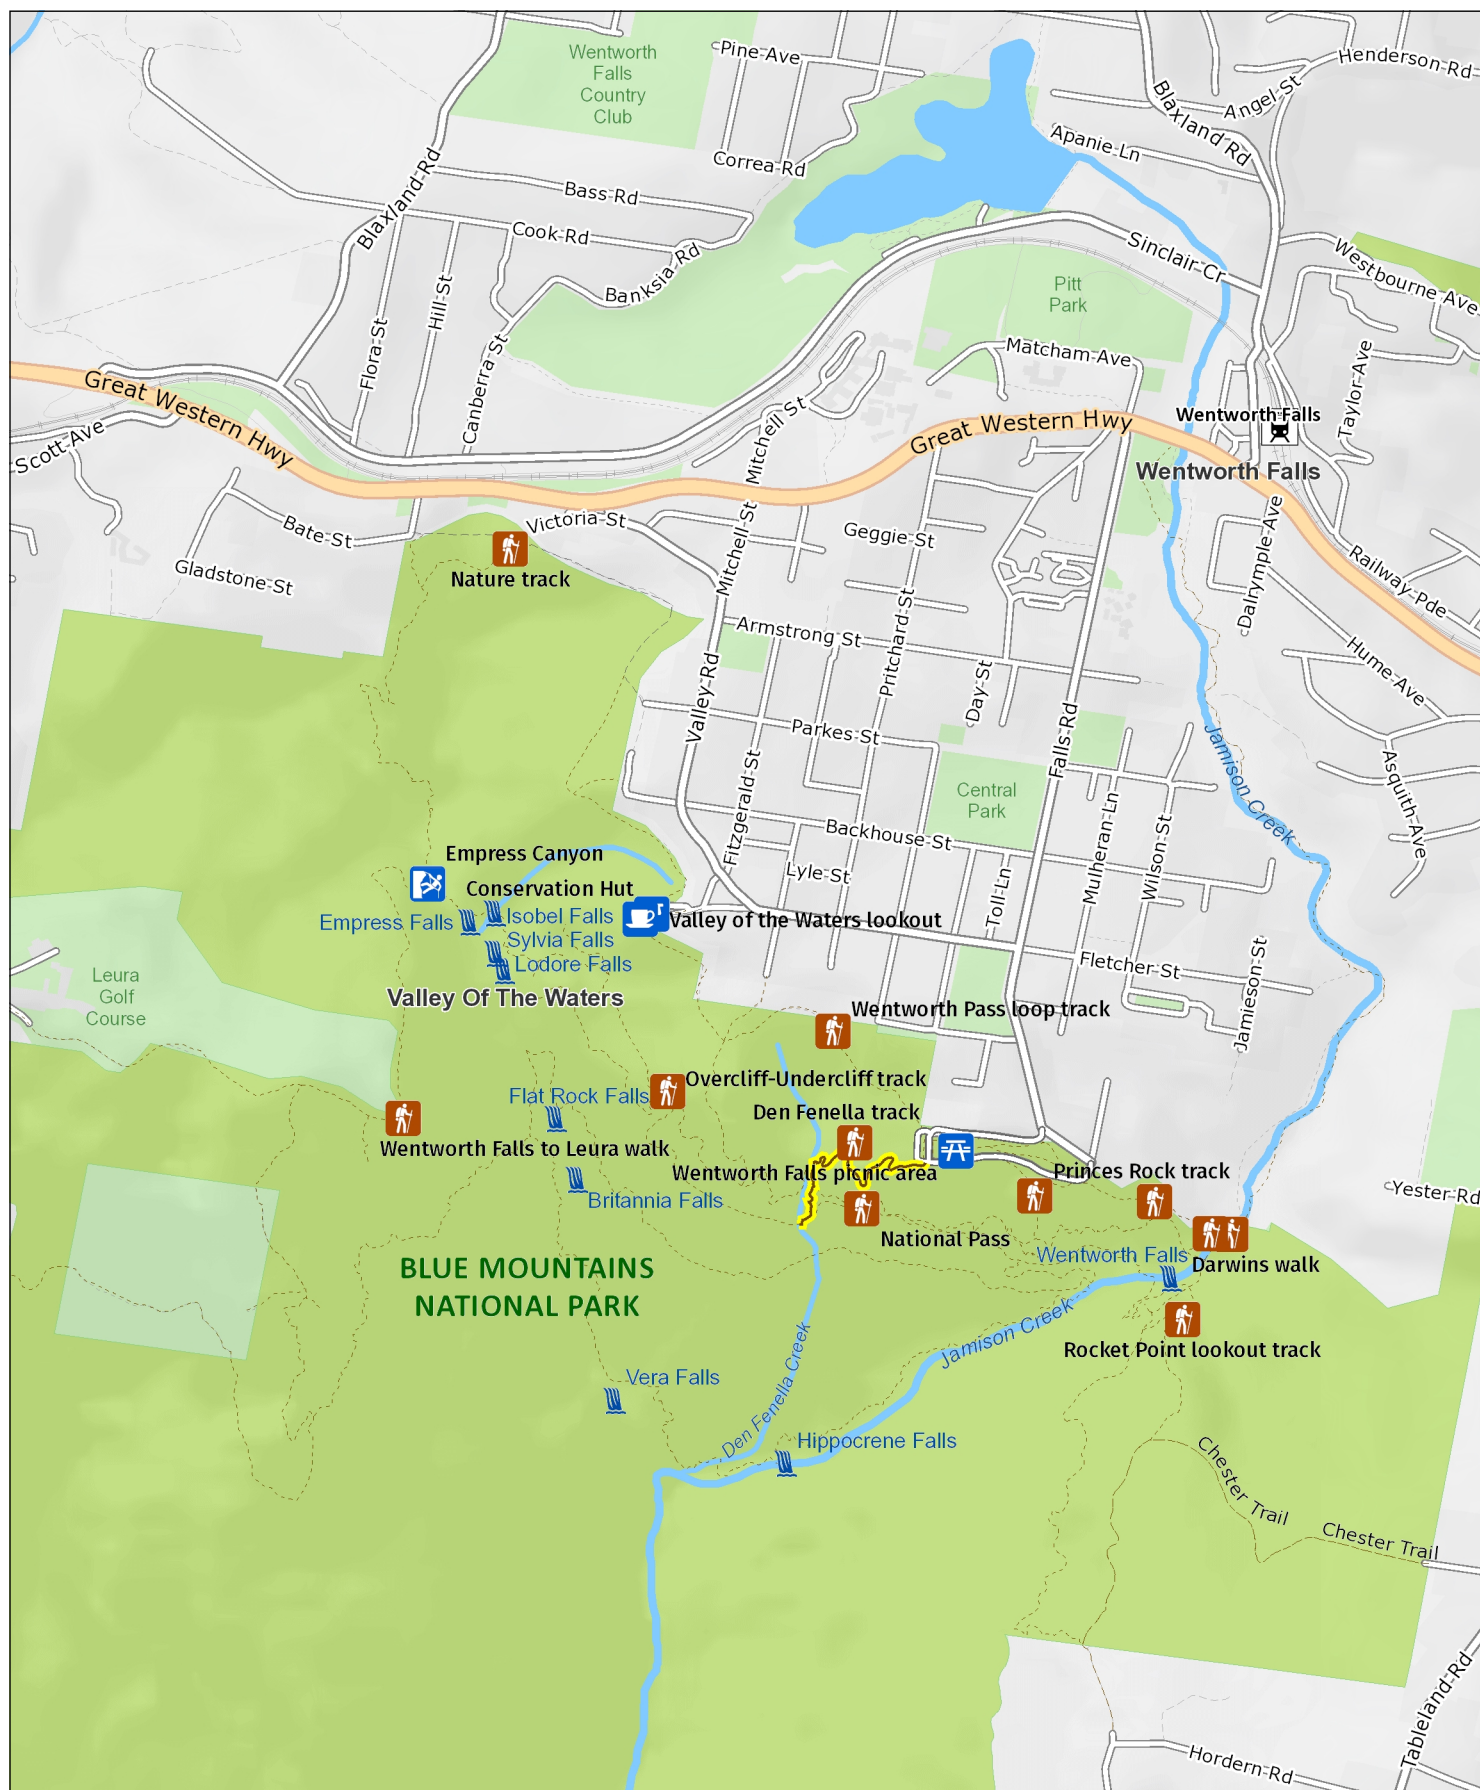 Wentworth
Falls
Country
Club
Pine Ave
Henderson Rd
Angel St
Blaxland Rd
Apanie Ln
Correa Rd
Blaxland Rd
Bass Rd
Cook Rd
Banksia Rd
Sinclair Cr
Westbourne Ave
Pitt
Park
Hill St
Flora St
Canberra St
Matcham Ave
Taylor Ave
Great Western Hwy
Scott Ave
Mitchell St
Great Western Hwy
Wentworth Falls
Wentworth Falls
Victoria St
Bate St
Gladstone St
Nature track
Mitchell St
Geggie St
Dalrymple Ave
Railway Pde
Armstrong St
Pritchard St
Hume Ave
Valley Rd
Day St
Parkes St
Falls Rd
Jamison Creek
Asquith Ave
Central
Park
Fitzgerald St
Backhouse St
Mulheran Ln
Wilson St
Lyle St
Toll Ln
Empress Canyon
Conservation Hut
Empress Falls
Isobel Falls
Valley of the Waters lookout
Sylvia Falls
Lodore Falls
Valley Of The Waters
Fletcher St
Jamieson St
Leura
Golf
Course
Wentworth Pass loop track
Overcliff-Undercliff track
Flat Rock Falls
Den Fenella track
Wentworth Falls to Leura walk
Wentworth Falls picnic area
Princes Rock track
Yester Rd
Britannia Falls
National Pass
Wentworth Falls
Darwins walk
BLUE MOUNTAINS
NATIONAL PARK
Jamison Creek
Rocket Point lookout track
Den Fenella Creek
Vera Falls
Hippocrene Falls
Chester Trail
Chester Trail
Tableland Rd
Hordern Rd